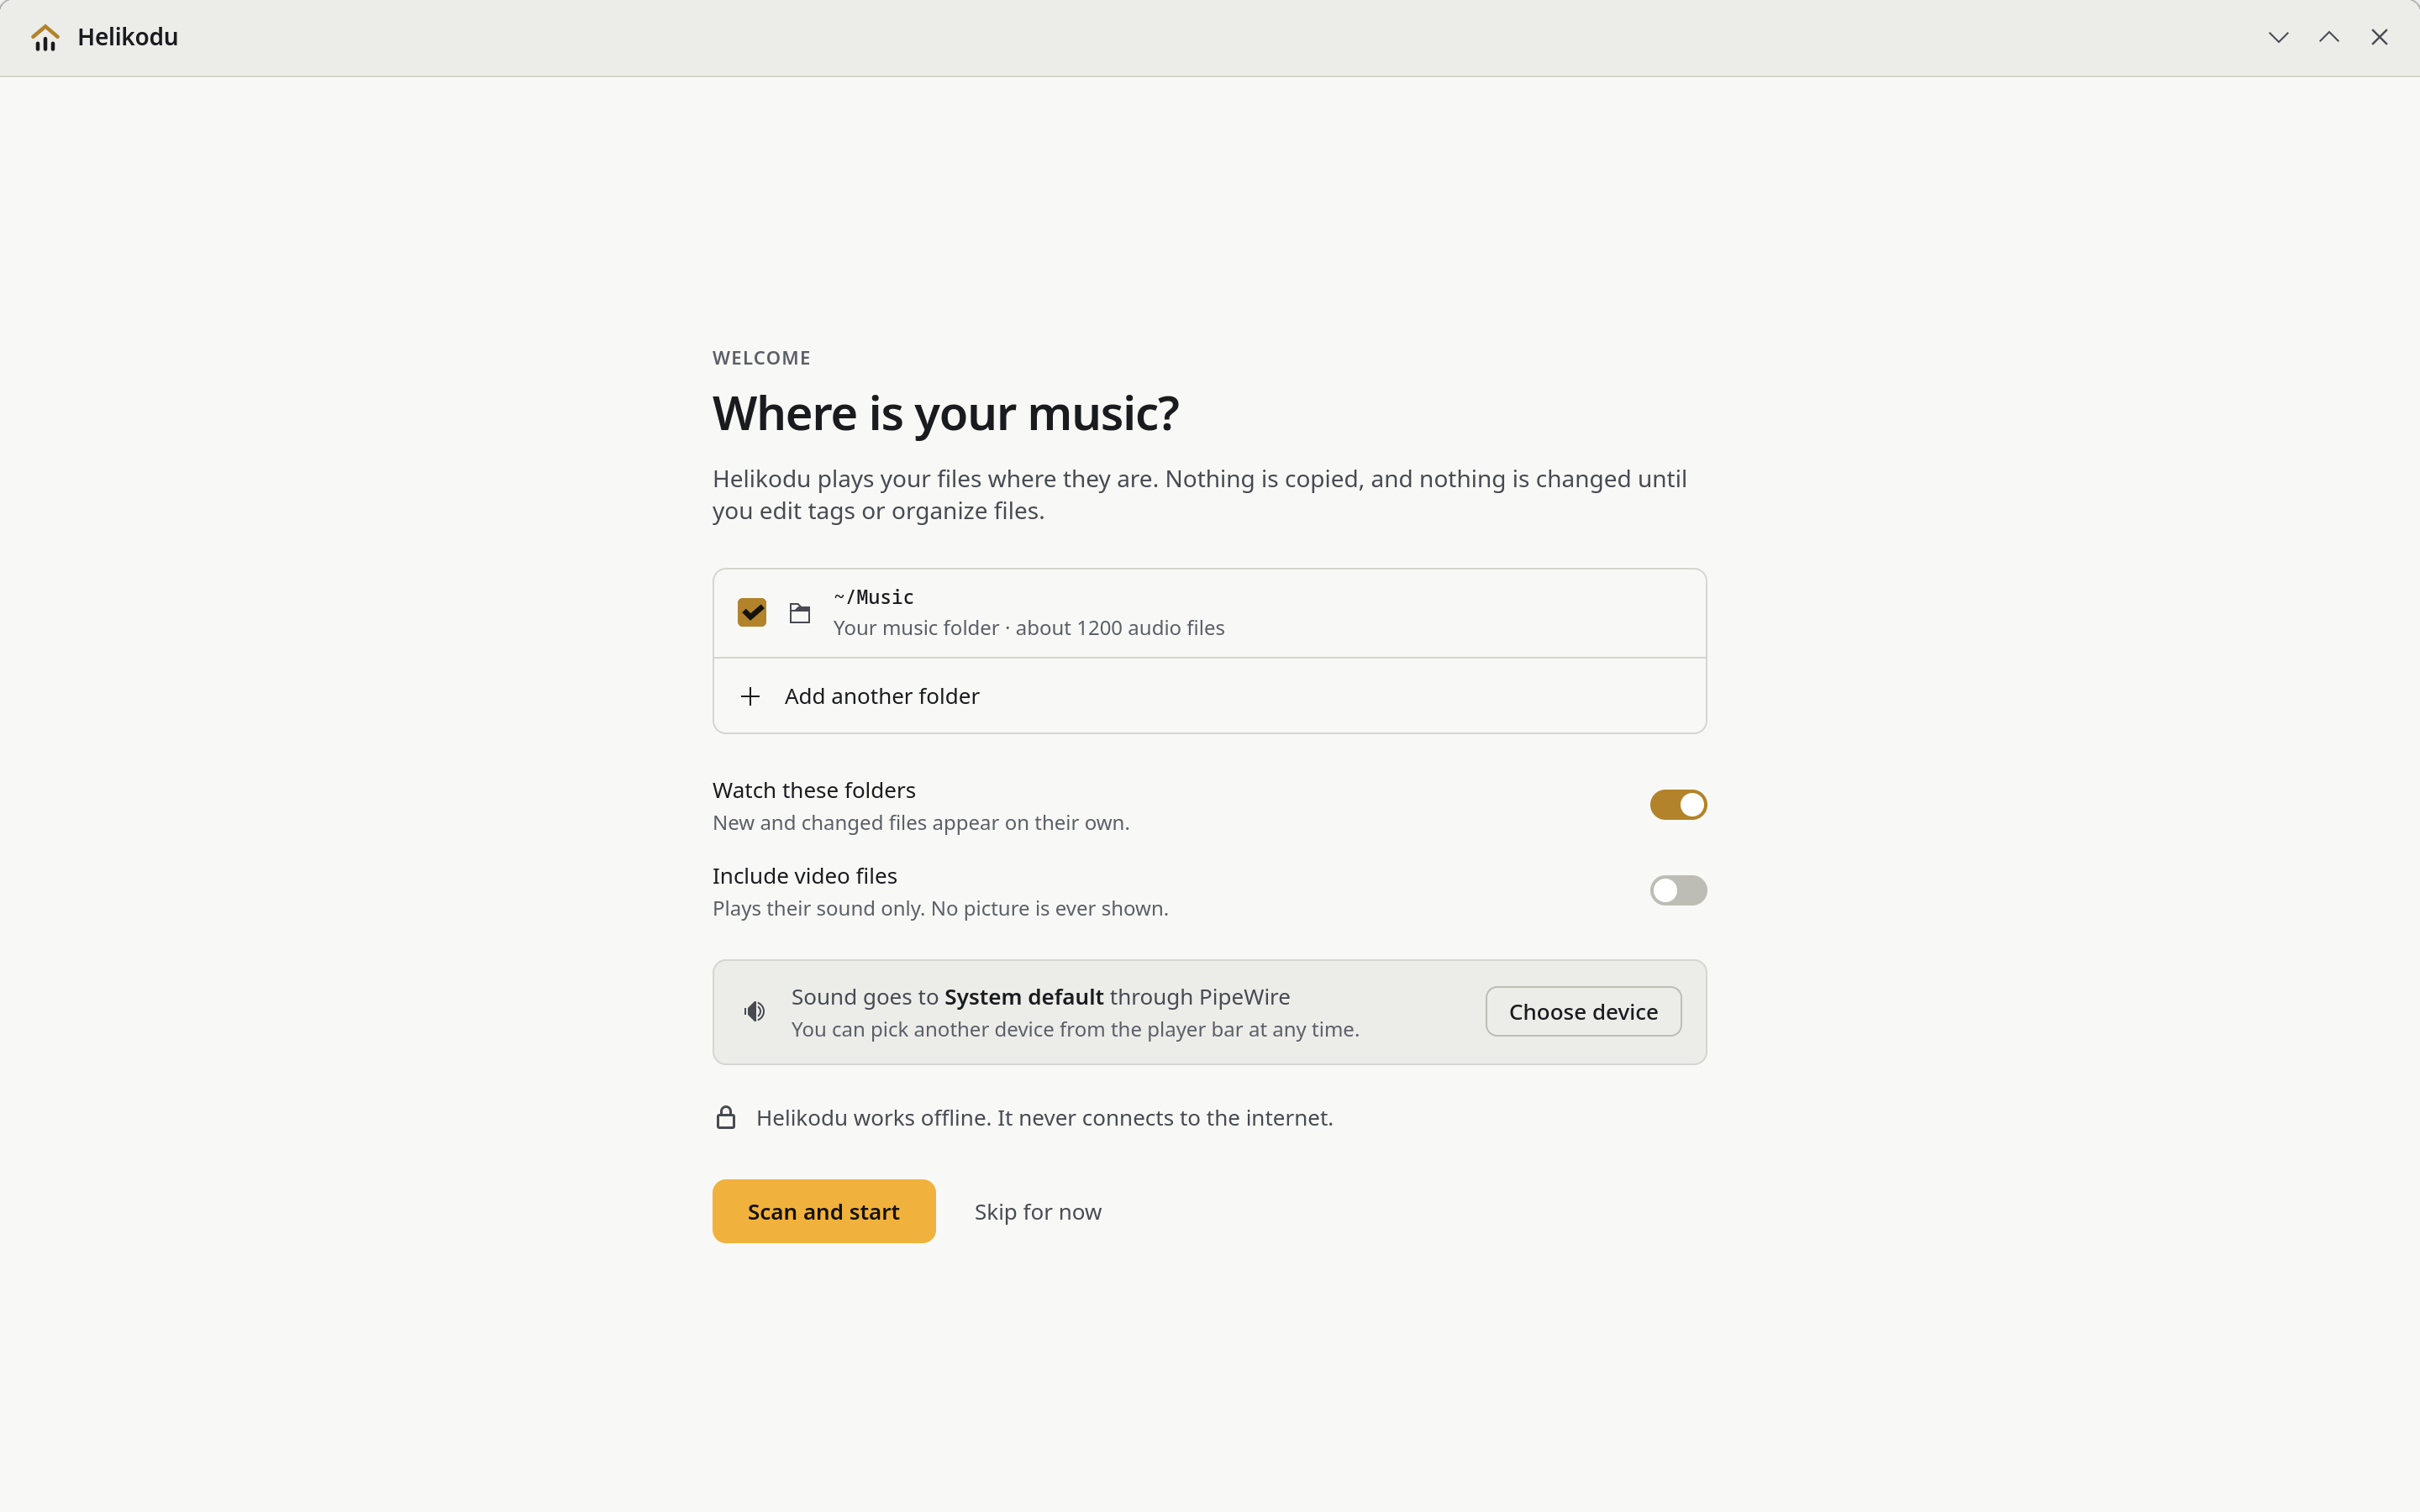 Helikodu
WELCOME
Where is your music?
Helikodu plays your files where they are. Nothing is copied, and nothing is changed until
you edit tags or organize files.
~/Music
Your music folder · about 1200 audio files
Add another folder
Watch these folders
New and changed files appear on their own.
Include video files
Plays their sound only. No picture is ever shown.
Sound goes to System default through PipeWire
You can pick another device from the player bar at any time.
Choose device
Helikodu works offline. It never connects to the internet.
Scan and start
Skip for now